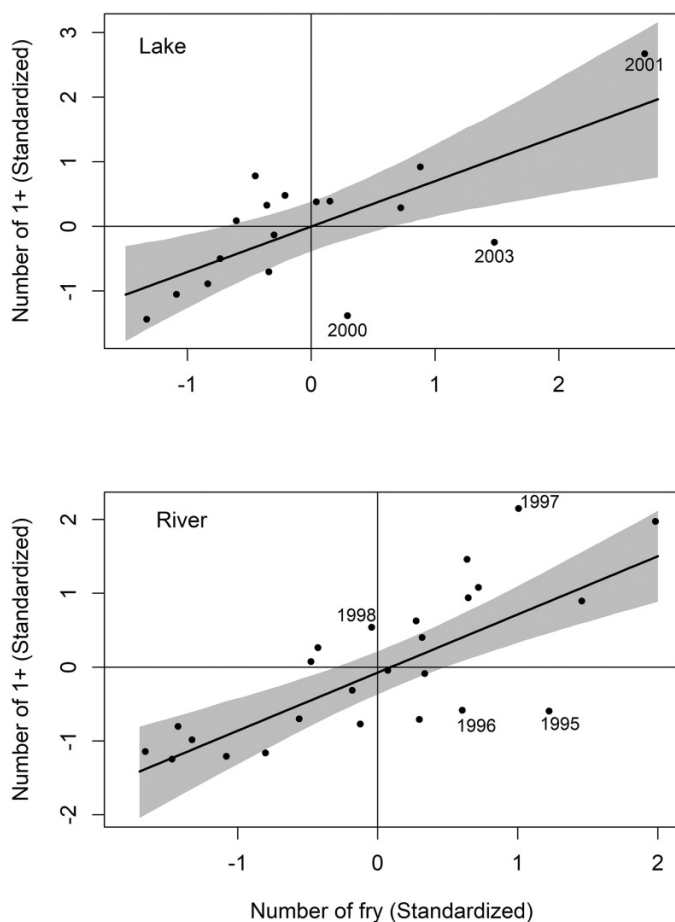 Lake
Number of 1+ (Standardized)
3
2
1
0
-1
2001
2003
2000
-1 0 1 2
River
Number of 1+ (Standardized)
2
1
0
-1
-2
1997
1998
1996
1995
-1 0 1 2
Number of fry (Standardized)